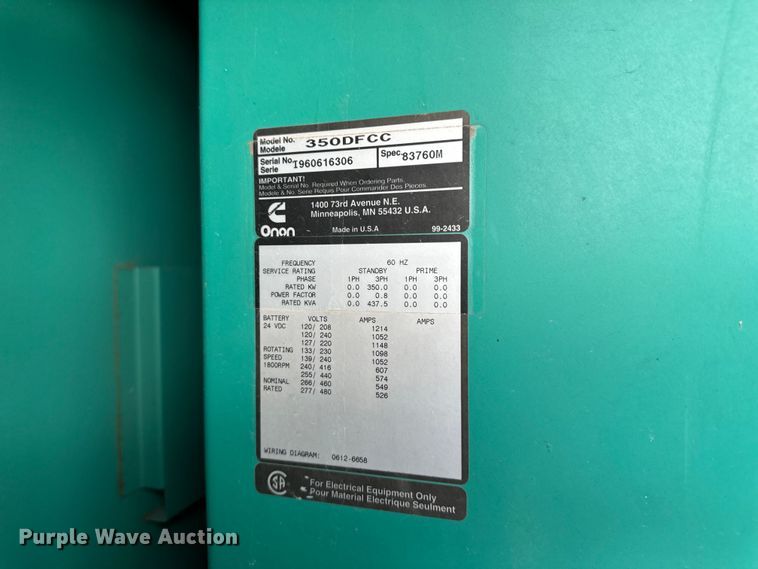 Model No. 350DFCC
Modele
Serial No. I960616306 Spec 83760M
Serie
IMPORTANT!
Model & Serial No. Required When Ordering Parts.
Modele & No. Serie Requis Pour Commander Des Pieces.
1400 73rd Avenue N.E.
Minneapolis, MN 55432 U.S.A.
Onan Made in U.S.A 99-2433
FREQUENCY 60 HZ
SERVICE RATING STANDBY PRIME
PHASE 1PH 3PH 1PH 3PH
RATED KW 0.0 350.0 0.0 0.0
POWER FACTOR 0.0 0.8 0.0 0.0
RATED KVA 0.0 437.5 0.0 0.0
BATTERY VOLTS AMPS AMPS
24 VDC 120/ 208 1214
120/ 240 1052
127/ 220 1148
ROTATING 133/ 230 1098
SPEED 139/ 240 1052
1800RPM 240/ 416 607
255/ 440 574
NOMINAL 266/ 460 549
RATED 277/ 480 526
WIRING DIAGRAM: 0612-6658
SA
For Electrical Equipment Only
Pour Material Electrique Seulment
Purple Wave Auction